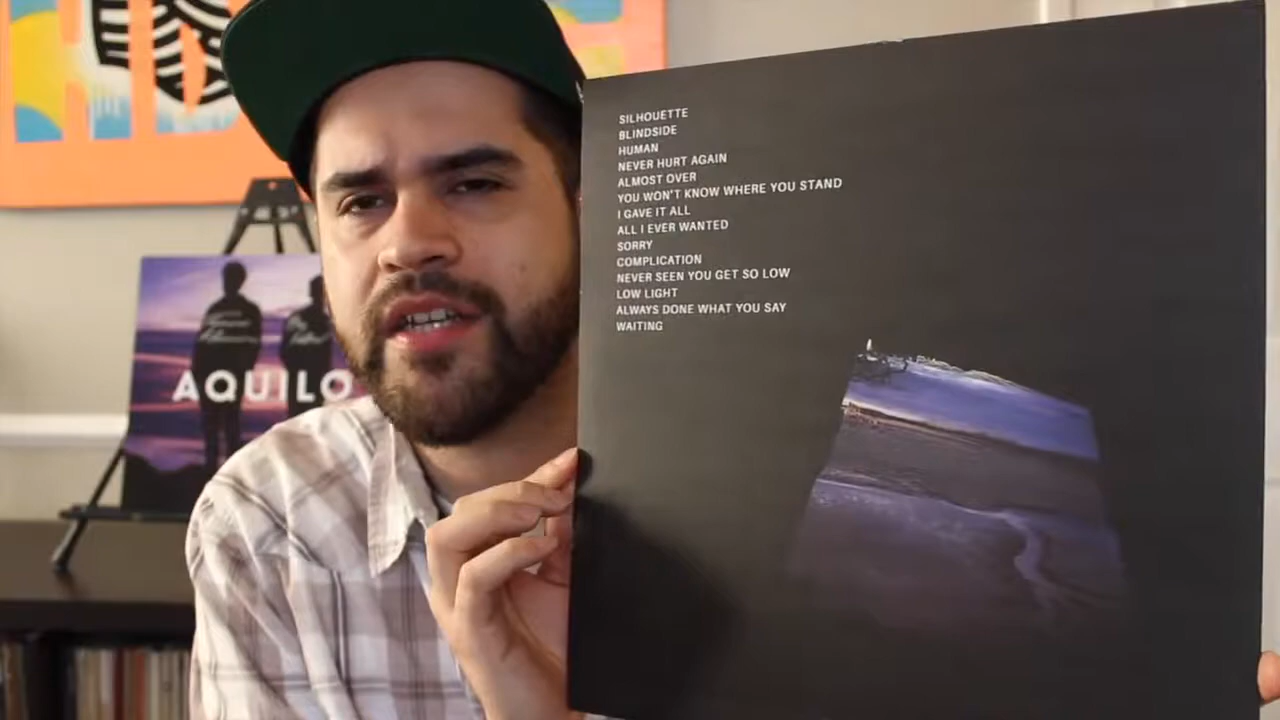 SILHOUETTE
BLINDSIDE
HUMAN
NEVER HURT AGAIN
ALMOST OVER
YOU WON'T KNOW WHERE YOU STAND
I GAVE IT ALL
ALL I EVER WANTED
SORRY
COMPLICATION
NEVER SEEN YOU GET SO LOW
LOW LIGHT
ALWAYS DONE WHAT YOU SAY
WAITING
AQUILO